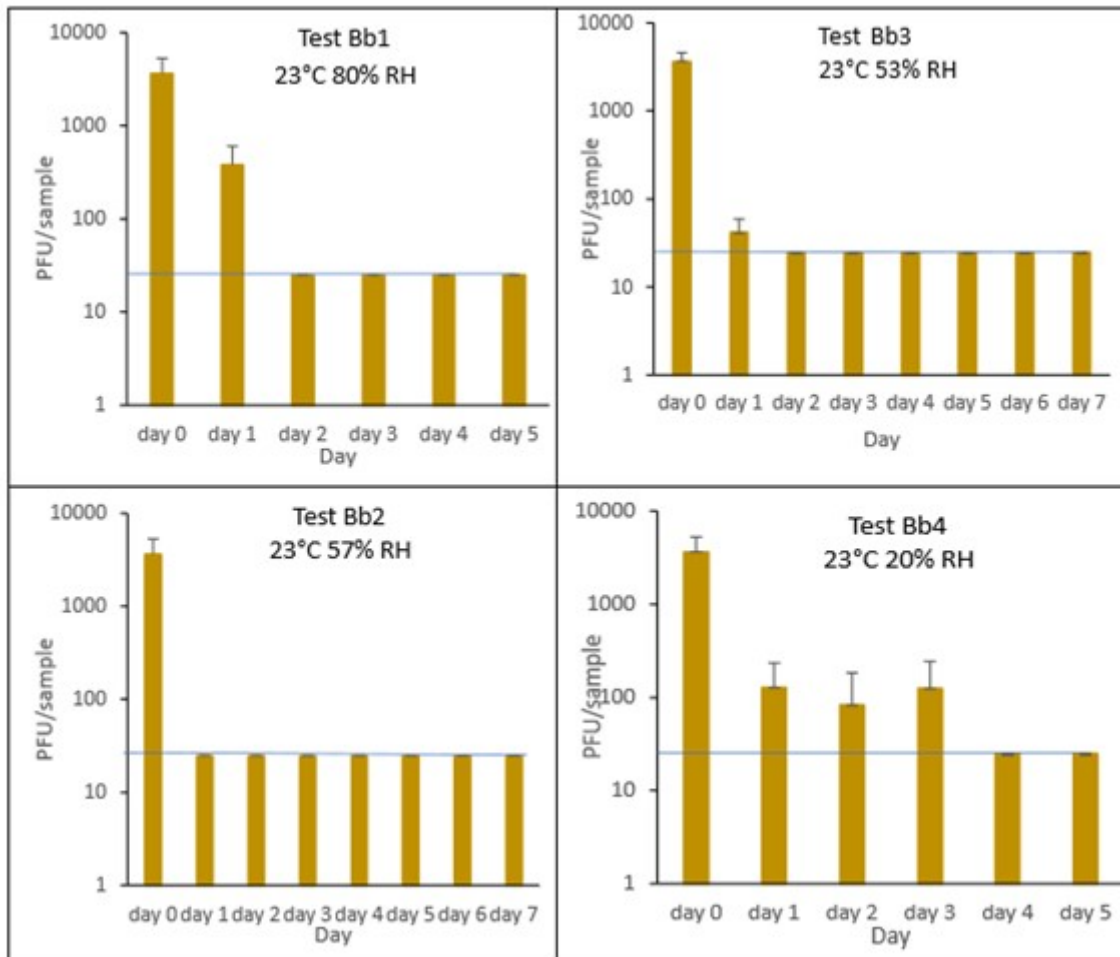 Test Bb1
23°C 80% RH
PFU/sample
10000
1000
100
10
1
day 0 day 1 day 2 day 3 day 4 day 5
Day
Test Bb3
23°C 53% RH
PFU/sample
10000
1000
100
10
1
day 0 day 1 day 2 day 3 day 4 day 5 day 6 day 7
Day
Test Bb2
23°C 57% RH
PFU/sample
10000
1000
100
10
1
day 0 day 1 day 2 day 3 day 4 day 5 day 6 day 7
Day
Test Bb4
23°C 20% RH
PFU/sample
10000
1000
100
10
1
day 0 day 1 day 2 day 3 day 4 day 5
Day